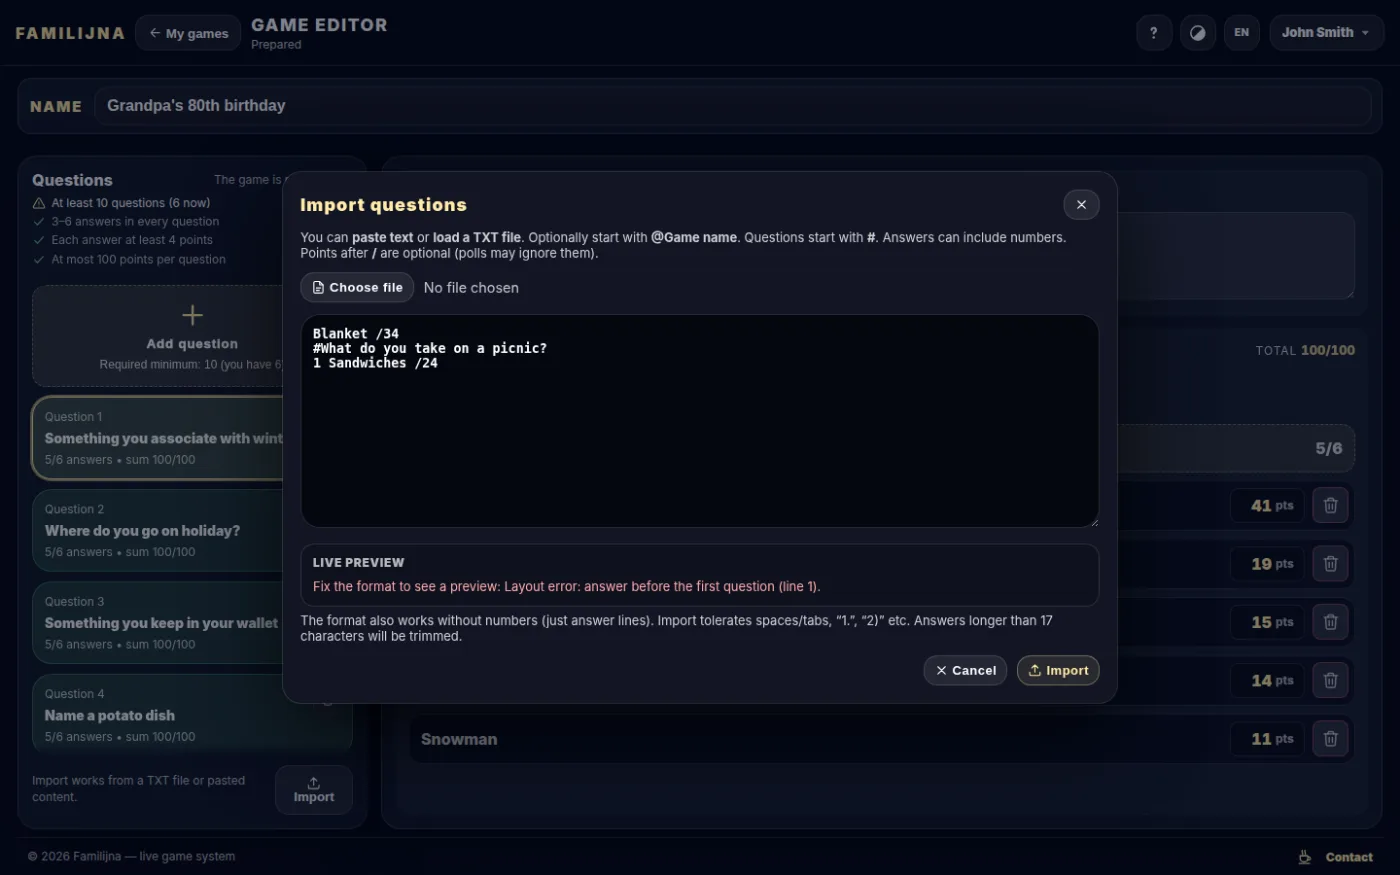 FAMILIJNA
← My games
GAME EDITOR
Prepared
?
EN
John Smith
NAME
Grandpa's 80th birthday
Questions
The game is
At least 10 questions (6 now)
3–6 answers in every question
Each answer at least 4 points
At most 100 points per question
Add question
Required minimum: 10 (you have 6)
Question 1
Something you associate with
5/6 answers • sum 100/100
Question 2
Where do you go on holiday?
5/6 answers • sum 100/100
Question 3
Something you keep in your wallet
5/6 answers • sum 100/100
Question 4
Name a potato dish
5/6 answers • sum 100/100
Import works from a TXT file or pasted
content.
Import
Import questions
You can paste text or load a TXT file. Optionally start with @Game name. Questions start with #. Answers can include numbers.
Points after / are optional (polls may ignore them).
Choose file
No file chosen
Blanket /34
#What do you take on a picnic?
1 Sandwiches /24
LIVE PREVIEW
Fix the format to see a preview: Layout error: answer before the first question (line 1).
The format also works without numbers (just answer lines). Import tolerates spaces/tabs, “1.”, “2)” etc. Answers longer than 17
characters will be trimmed.
Cancel
Import
TOTAL 100/100
5/6
41 pts
19 pts
15 pts
14 pts
Snowman
11 pts
© 2026 Familijna — live game system
Contact